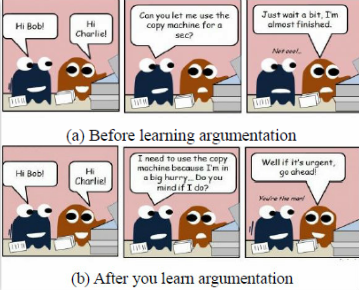 Hi Bob!
Hi
Charlie!
Can you let me use the
copy machine for a
sec?
Just wait a bit, I'm
almost finished.
Not cool...
(a) Before learning argumentation
Hi Bob!
Hi
Charlie!
I need to use the copy
machine because I'm in
a big hurry... Do you
mind if I do?
Well if it's urgent,
go ahead!
You're the man!
(b) After you learn argumentation